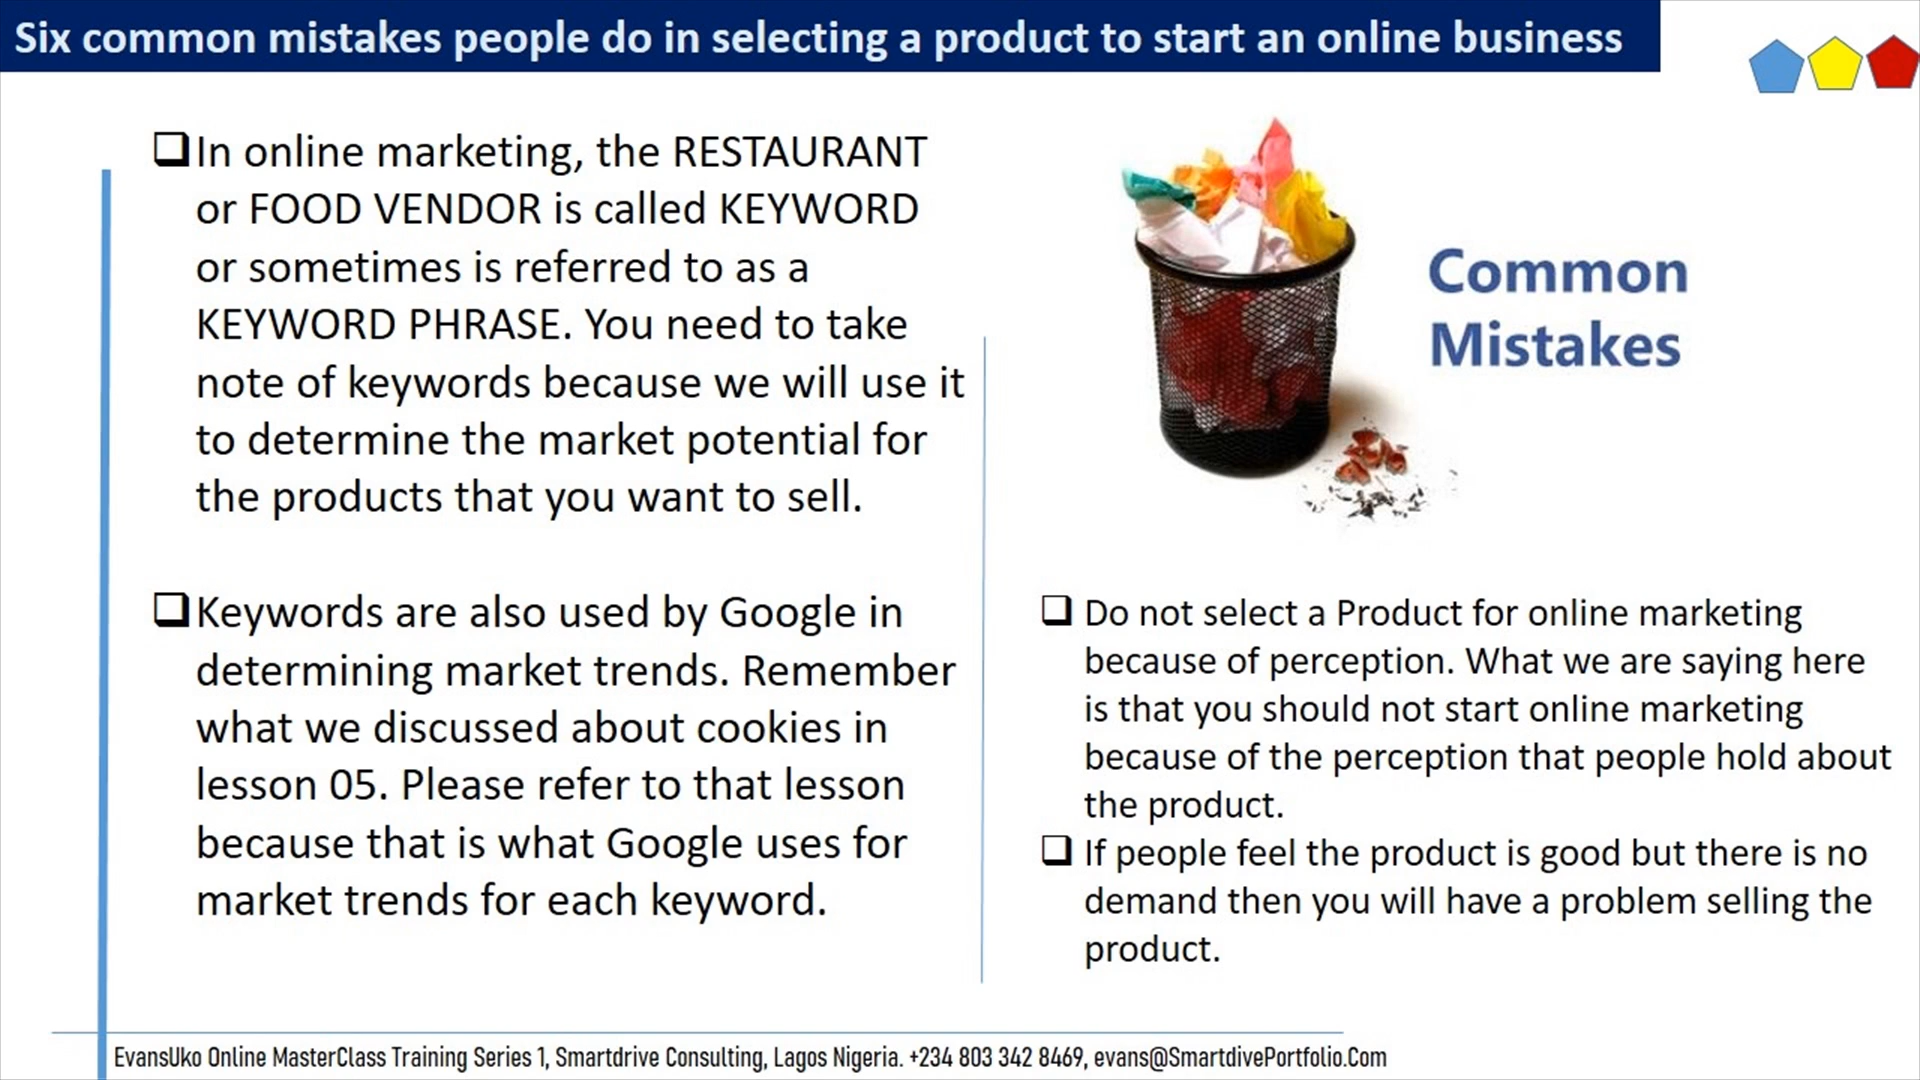 Six common mistakes people do in selecting a product to start an online business
In online marketing, the RESTAURANT
or FOOD VENDOR is called KEYWORD
or sometimes is referred to as a
KEYWORD PHRASE. You need to take
note of keywords because we will use it
to determine the market potential for
the products that you want to sell.
Keywords are also used by Google in
determining market trends. Remember
what we discussed about cookies in
lesson 05. Please refer to that lesson
because that is what Google uses for
market trends for each keyword.
Common
Mistakes
Do not select a Product for online marketing
because of perception. What we are saying here
is that you should not start online marketing
because of the perception that people hold about
the product.
If people feel the product is good but there is no
demand then you will have a problem selling the
product.
EvansUko Online MasterClass Training Series 1, Smartdrive Consulting, Lagos Nigeria. +234 803 342 8469, evans@SmartdivePortfolio.Com